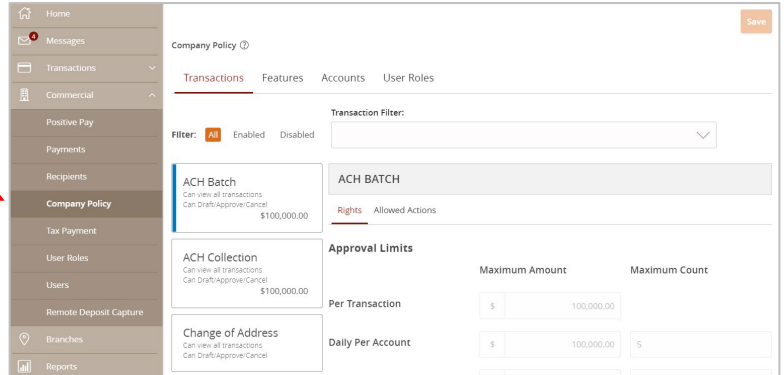 Home
4
Messages
Transactions
Commercial
Positive Pay
Payments
Recipients
Company Policy
Tax Payment
User Roles
Users
Remote Deposit Capture
Branches
Reports
Save
Company Policy ?
Transactions Features Accounts User Roles
Transaction Filter:
Filter: All Enabled Disabled
ACH Batch
Can view all transactions
Can Draft/Approve/Cancel
$100,000.00
ACH Collection
Can view all transactions
Can Draft/Approve/Cancel
$100,000.00
Change of Address
Can view all transactions
Can Draft/Approve/Cancel
ACH BATCH
Rights Allowed Actions
Approval Limits
Maximum Amount Maximum Count
Per Transaction $ 100,000.00
Daily Per Account $ 100,000.00 5